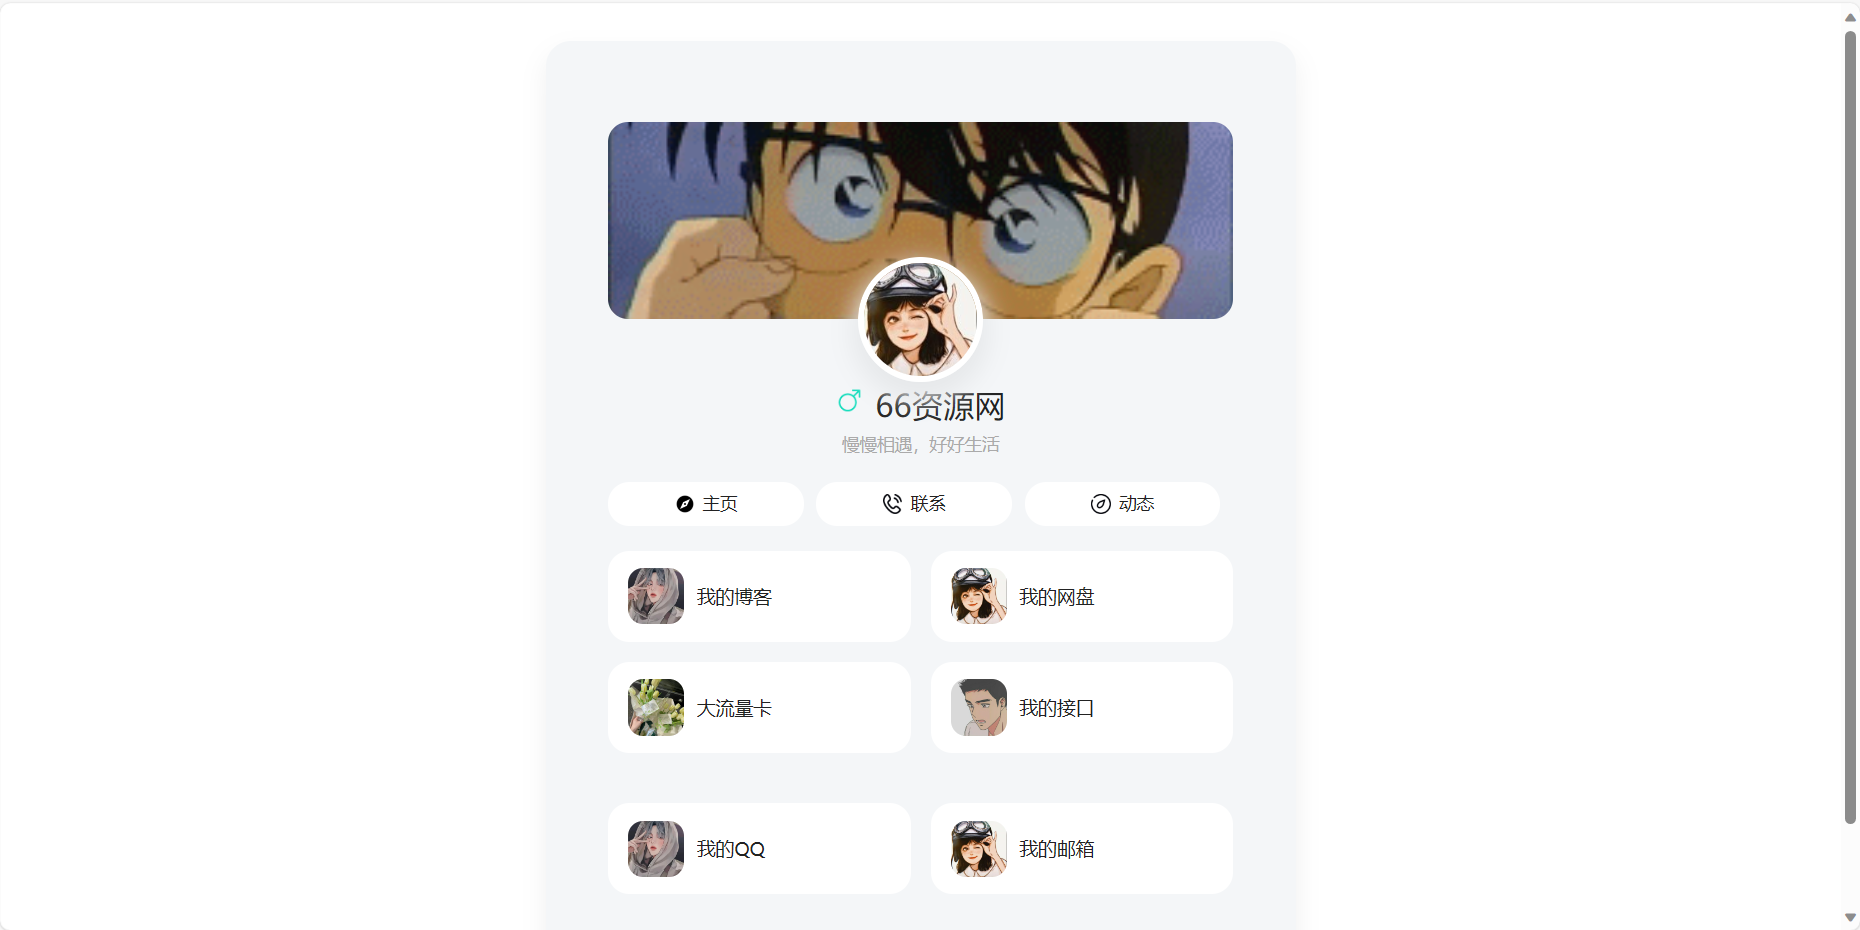 66资源网
慢慢相遇，好好生活
主页 联系 动态
我的博客 我的网盘
大流量卡 我的接口
我的QQ 我的邮箱